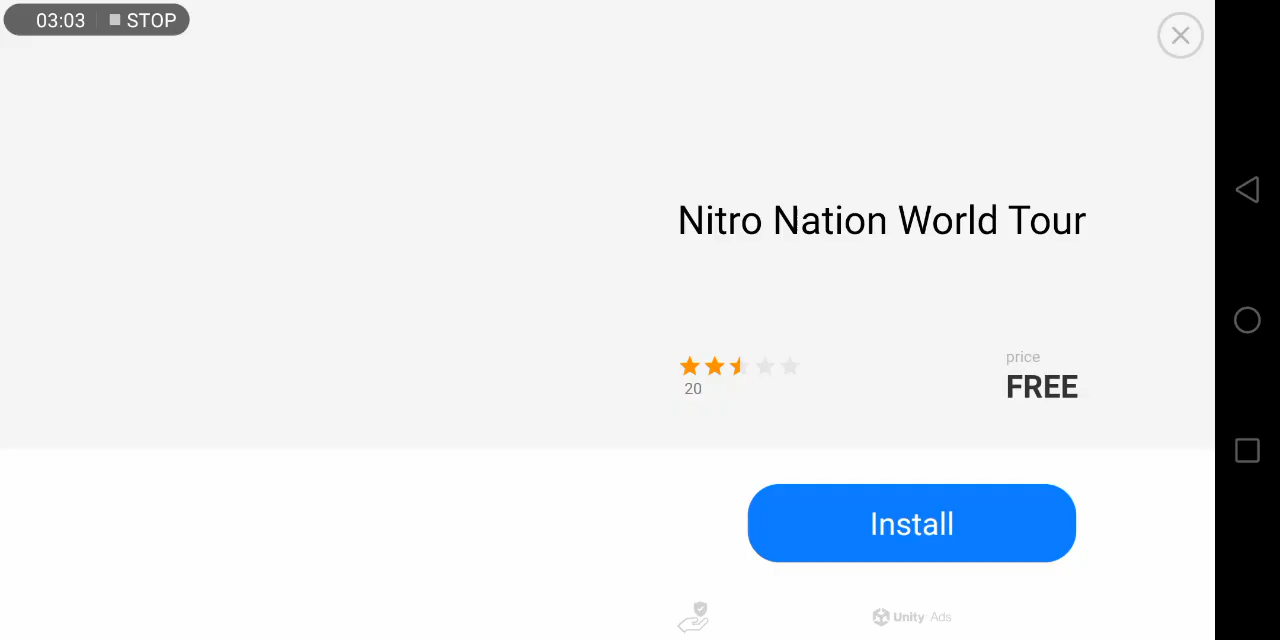 03:03 STOP
Nitro Nation World Tour
20
price
FREE
Install
Unity Ads